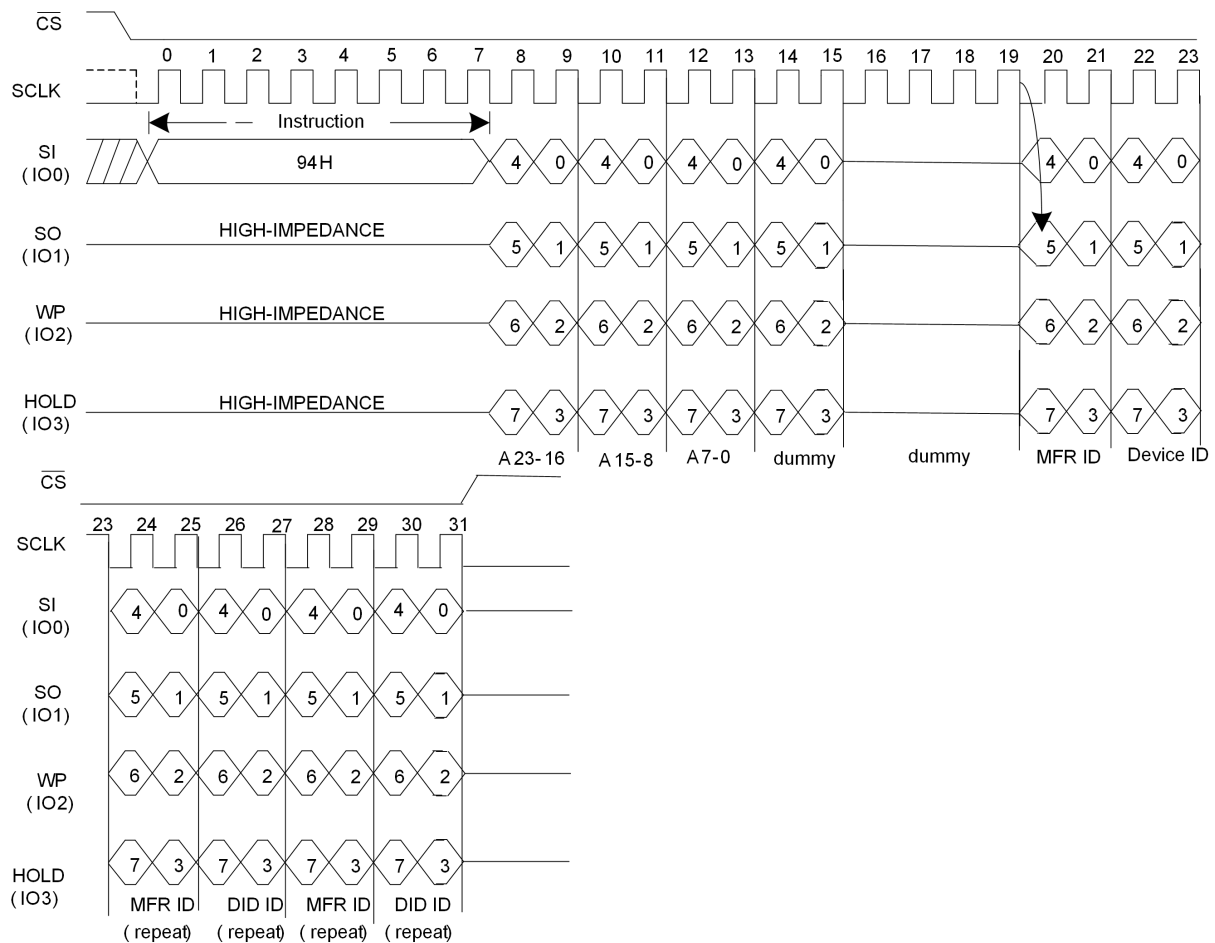 CS
0 1 2 3 4 5 6 7 8 9 10 11 12 13 14 15 16 17 18 19 20 21 22 23
SCLK
Instruction
SI
( IO0)
94H
4 0 4 0 4 0 4 0 4 0 4 0
SO
( IO1)
HIGH-IMPEDANCE
5 1 5 1 5 1 5 1 5 1 5 1
WP
( IO2)
HIGH-IMPEDANCE
6 2 6 2 6 2 6 2 6 2 6 2
HOLD
( IO3)
HIGH-IMPEDANCE
7 3 7 3 7 3 7 3 7 3 7 3
A 23-16 A 15-8 A 7-0 dummy dummy MFR ID Device ID
CS
23 24 25 26 27 28 29 30 31
SCLK
SI
( IO0)
4 0 4 0 4 0 4 0
SO
( IO1)
5 1 5 1 5 1 5 1
WP
( IO2)
6 2 6 2 6 2 6 2
HOLD
( IO3)
7 3 7 3 7 3 7 3
MFR ID DID ID MFR ID DID ID
( repeat) ( repeat) ( repeat) ( repeat)